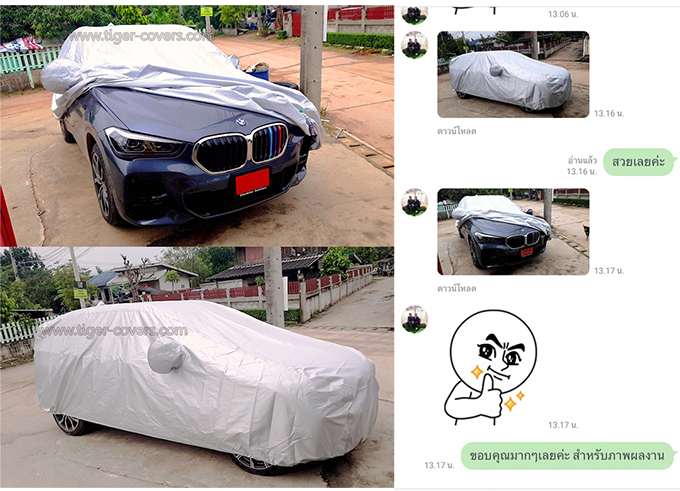 www.tiger-covers.com
www.tiger-covers.com
13.06 น.
13.16 น.
ดาวน์โหลด
อ่านแล้ว
13.16 น.
สวยเลยค่ะ
13.17 น.
ดาวน์โหลด
13.17 น.
13.17 น.
ขอบคุณมากๆเลยค่ะ สำหรับภาพผลงาน